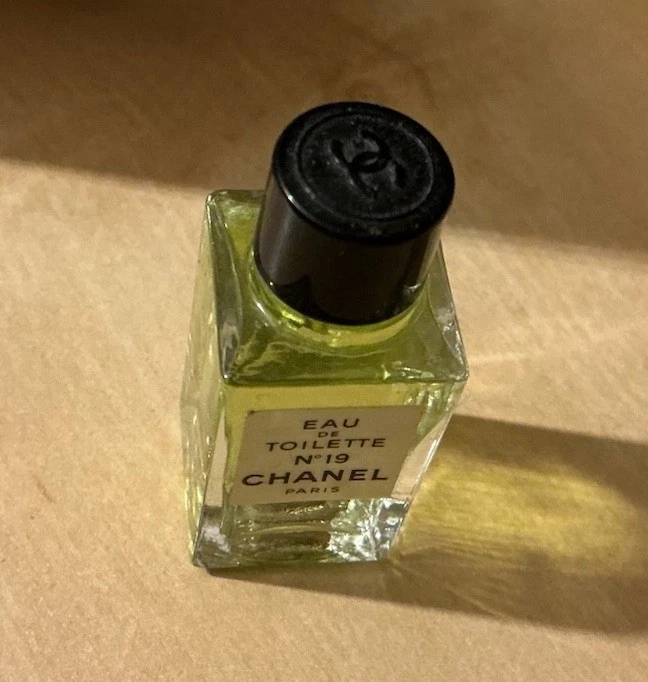 EAU
DE
TOILETTE
N°19
CHANEL
PARIS